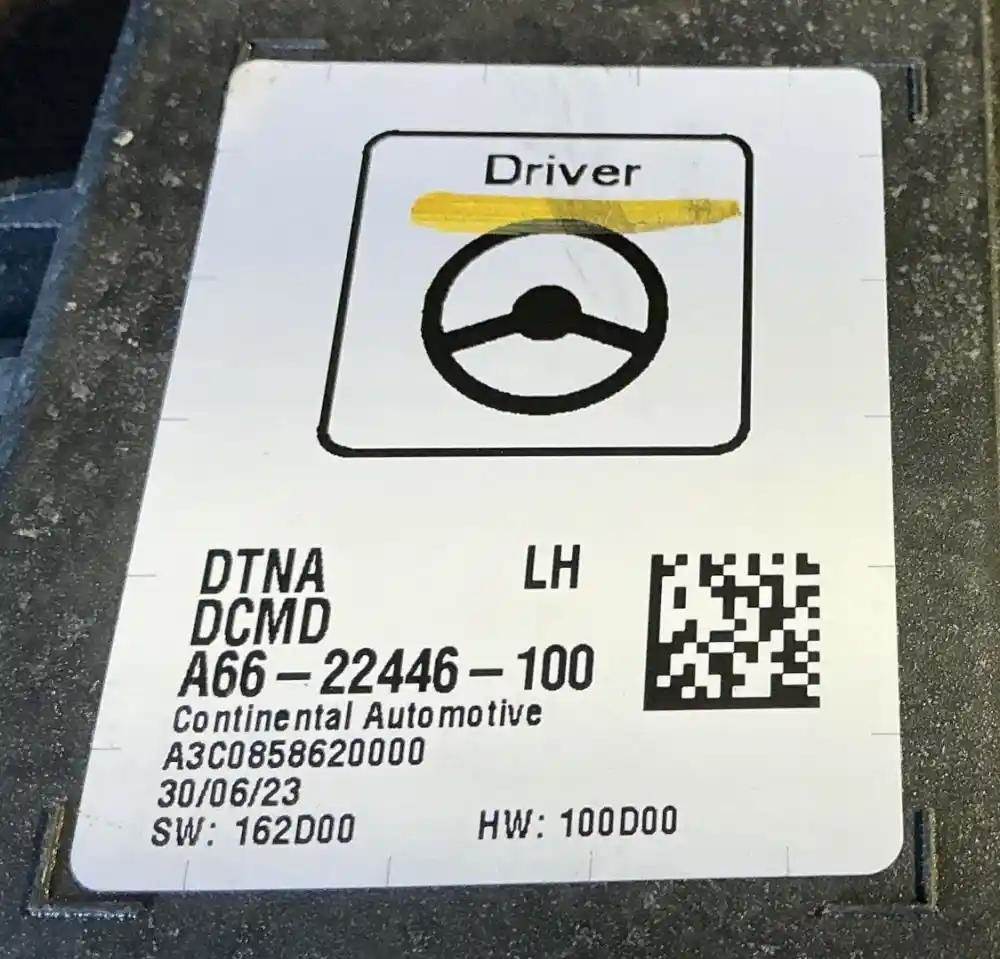 Driver
DTNA LH
DCMD
A66-22446-100
Continental Automotive
A3C0858620000
30/06/23
SW: 162D00 HW: 100D00